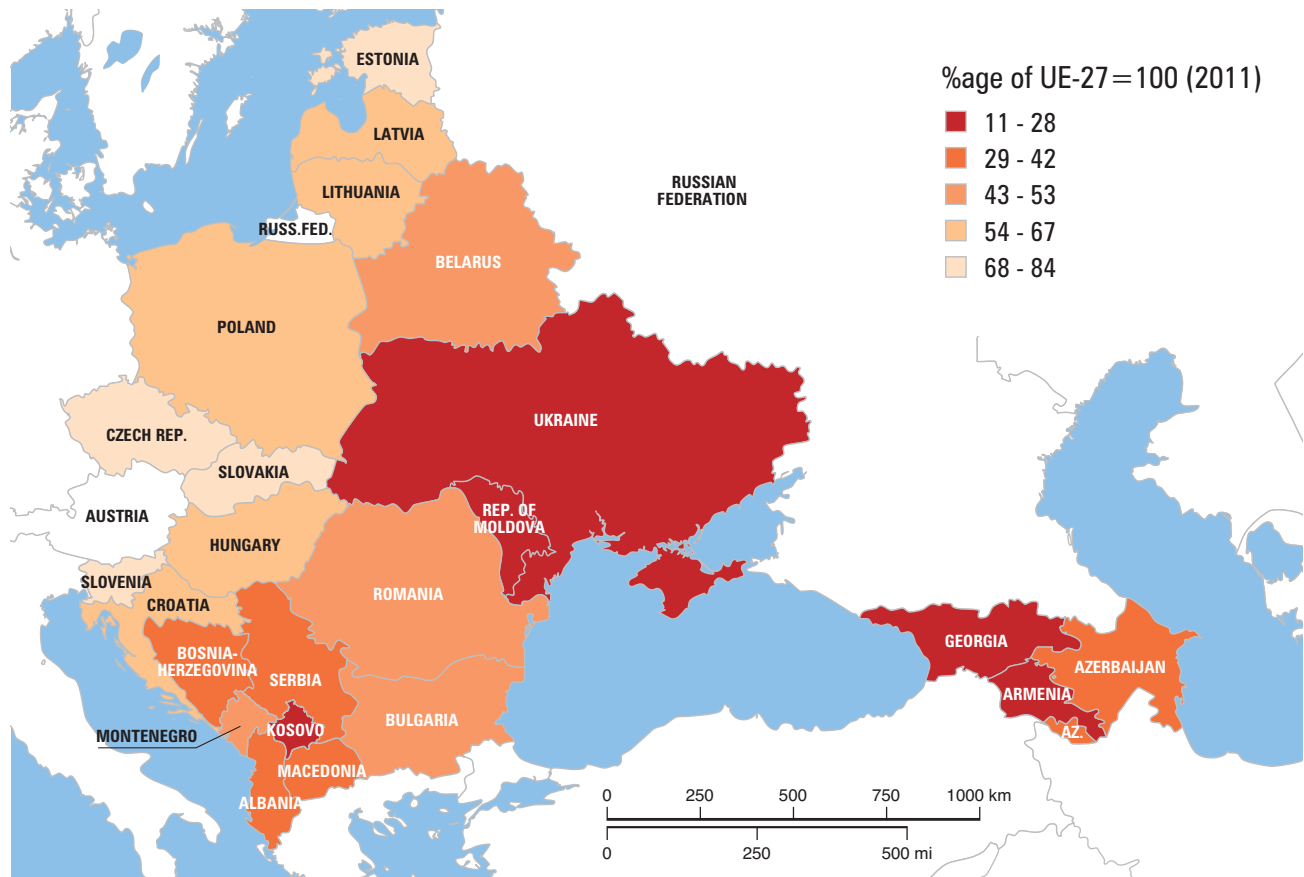 %age of UE-27=100 (2011)
11 - 28
29 - 42
43 - 53
54 - 67
68 - 84
ESTONIA
LATVIA
LITHUANIA
RUSS.FED.
RUSSIAN
FEDERATION
BELARUS
POLAND
UKRAINE
CZECH REP.
SLOVAKIA
AUSTRIA
REP. OF
MOLDOVA
HUNGARY
SLOVENIA
CROATIA
ROMANIA
BOSNIA-
HERZEGOVINA
SERBIA
GEORGIA
AZERBAIJAN
ARMENIA
AZ.
BULGARIA
KOSOVO
MONTENEGRO
MACEDONIA
ALBANIA
0 250 500 750 1000 km
0 250 500 mi